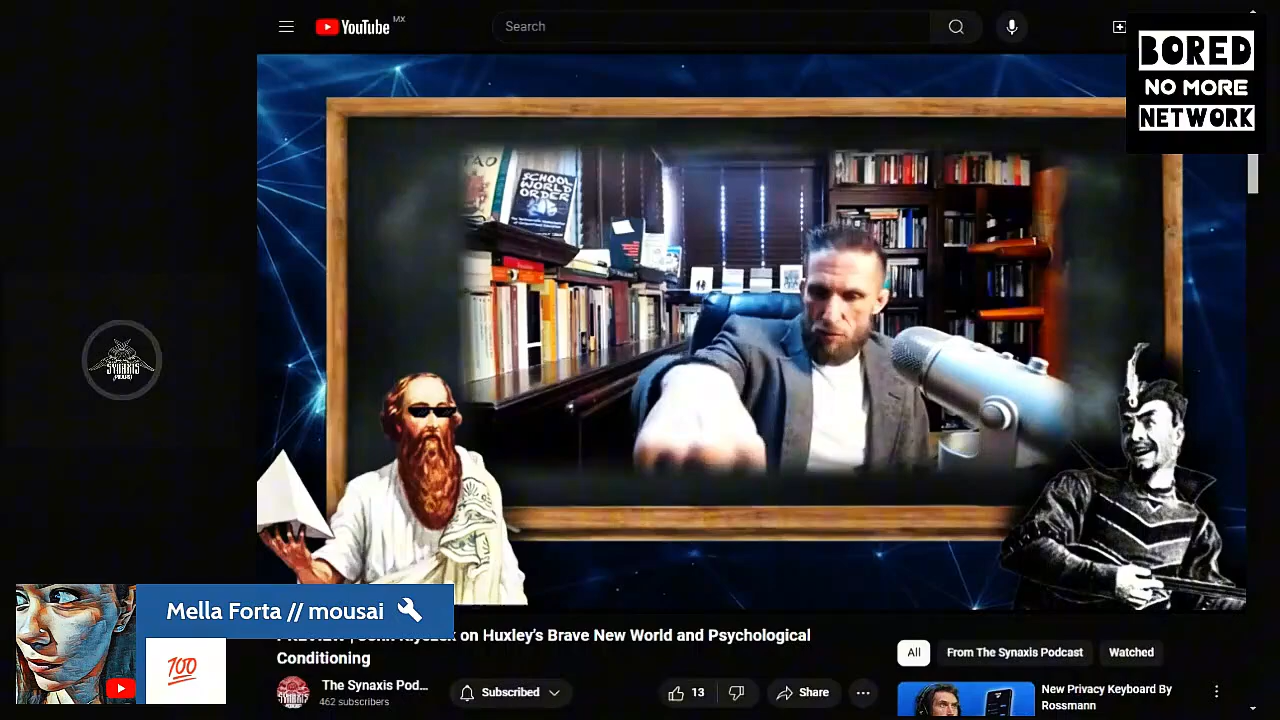 YouTube
MX
Search
BORED
NO MORE
NETWORK
TAO
SCHOOL
WORLD
ORDER
SYNAXIS
Mella Forta // mousai
100
on Huxley's Brave New World and Psychological
Conditioning
The Synaxis Pod...
462 subscribers
Subscribed
13
Share
All
From The Synaxis Podcast
Watched
New Privacy Keyboard By
Rossmann